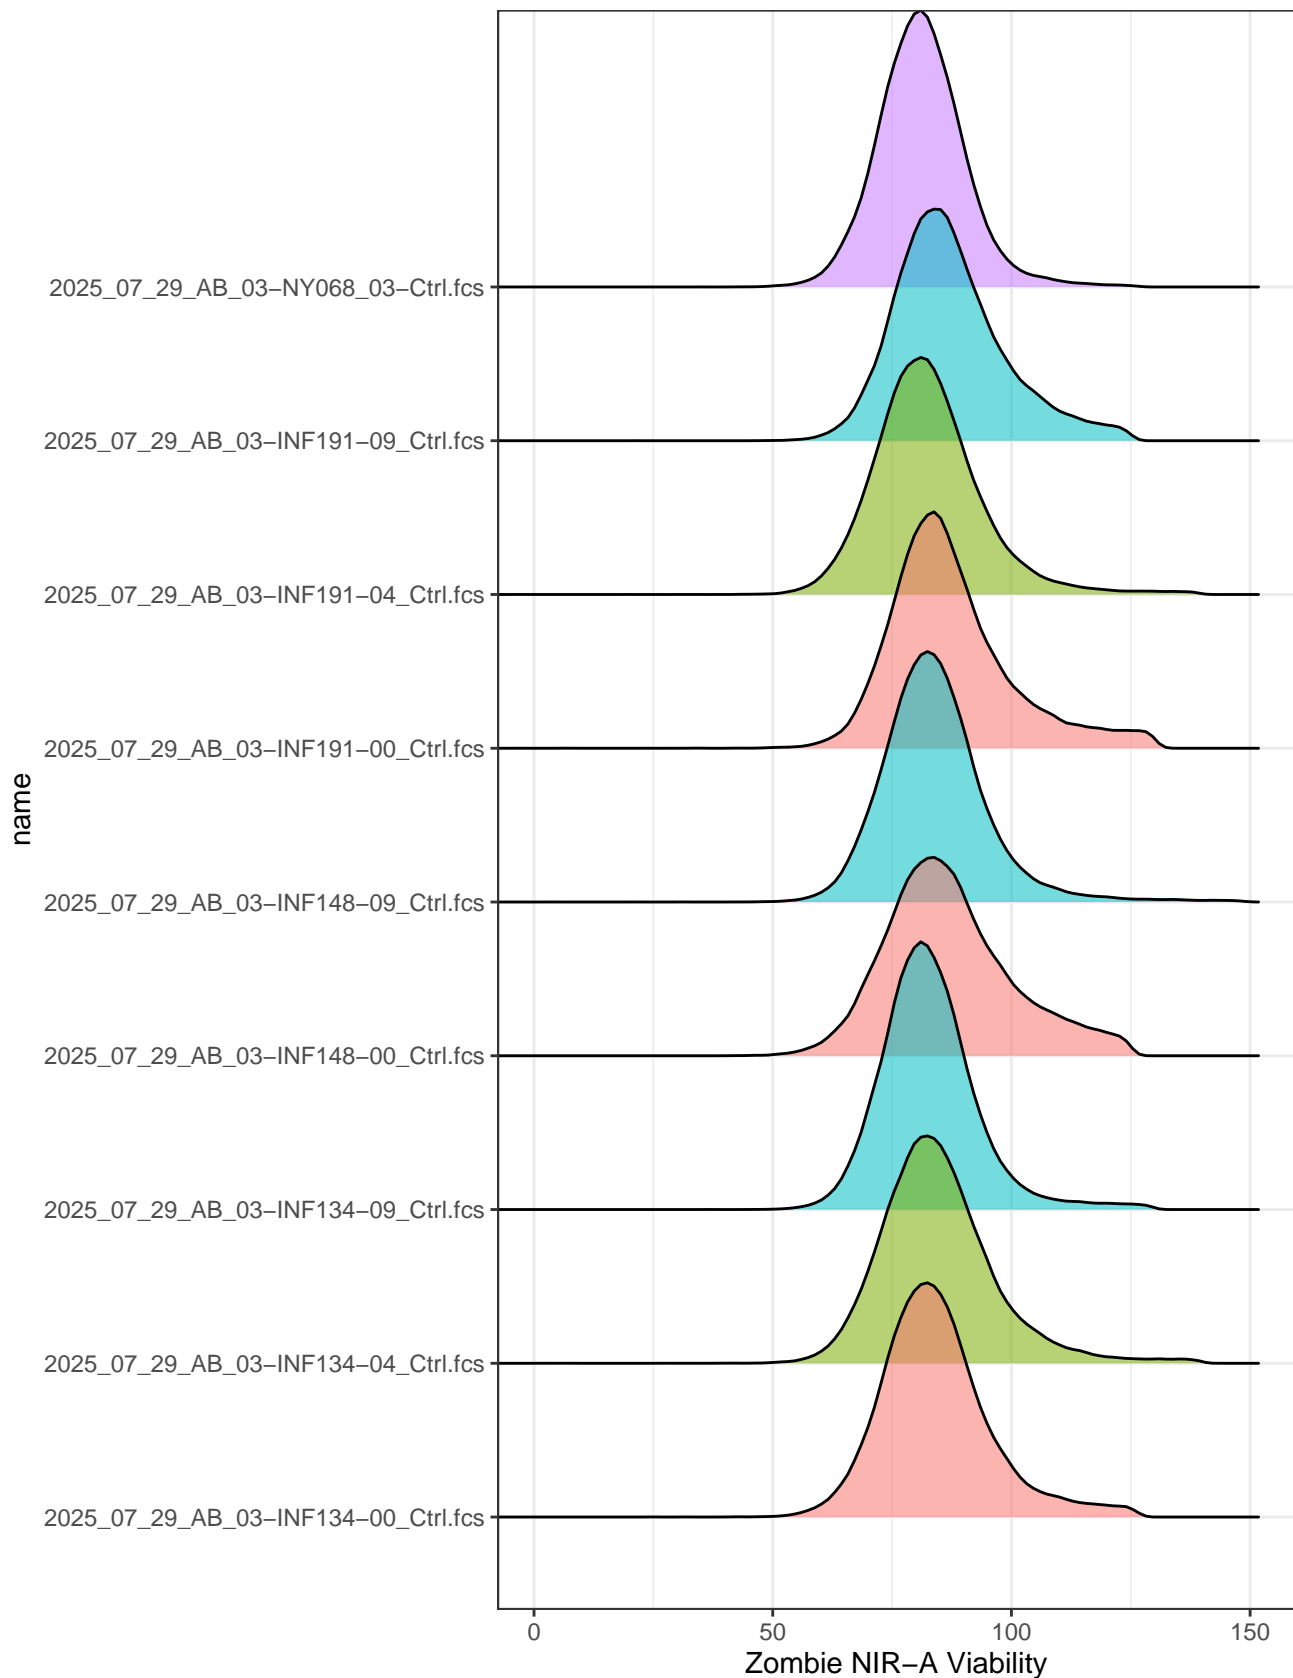 2025_07_29_AB_03−NY068_03−Ctrl.fcs
2025_07_29_AB_03−INF191−09_Ctrl.fcs
2025_07_29_AB_03−INF191−04_Ctrl.fcs
2025_07_29_AB_03−INF191−00_Ctrl.fcs
name
2025_07_29_AB_03−INF148−09_Ctrl.fcs
2025_07_29_AB_03−INF148−00_Ctrl.fcs
2025_07_29_AB_03−INF134−09_Ctrl.fcs
2025_07_29_AB_03−INF134−04_Ctrl.fcs
2025_07_29_AB_03−INF134−00_Ctrl.fcs
0 50 100 150
Zombie NIR−A Viability